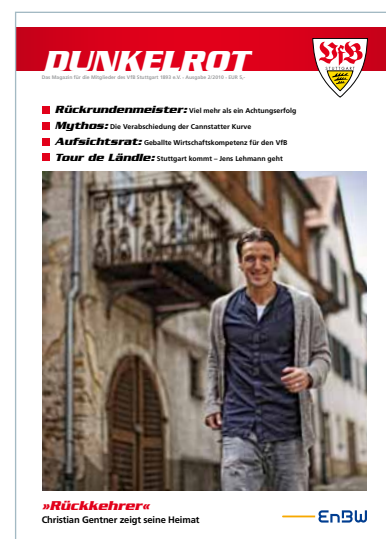 DUNKELROT
Das Magazin für die Mitglieder des VfB Stuttgart 1893 e.V. - Ausgabe 2/2010 - EUR 5,-
VfB
STUTTGART
Rückrundenmeister: Viel mehr als ein Achtungserfolg
Mythos: Die Verabschiedung der Cannstatter Kurve
Aufsichtsrat: Geballte Wirtschaftskompetenz für den VfB
Tour de Ländle: Stuttgart kommt – Jens Lehmann geht
»Rückkehrer«
Christian Gentner zeigt seine Heimat
EnBW